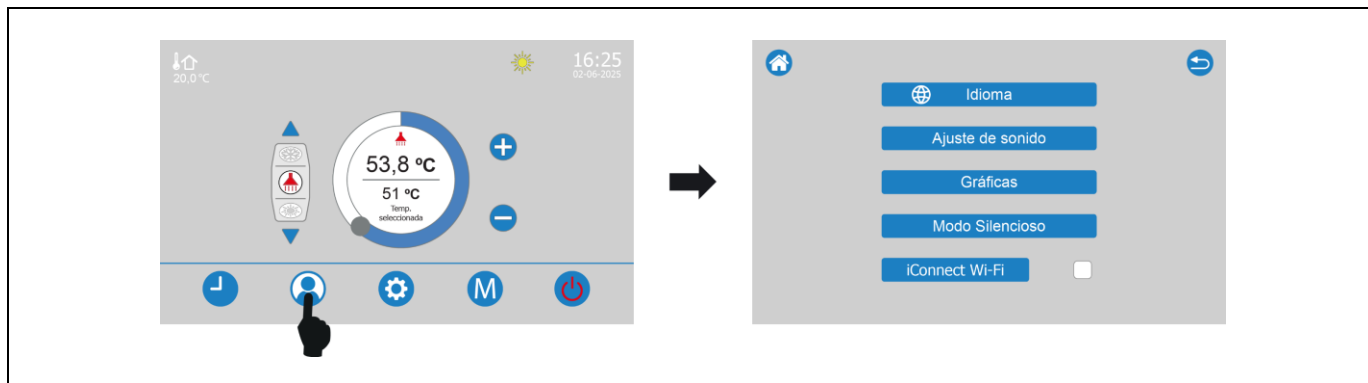 20,0 ºC
16:25
02-06-2025
53,8 ºC
51 ºC
Temp.
seleccionada
M
Idioma
Ajuste de sonido
Gráficas
Modo Silencioso
iConnect Wi-Fi